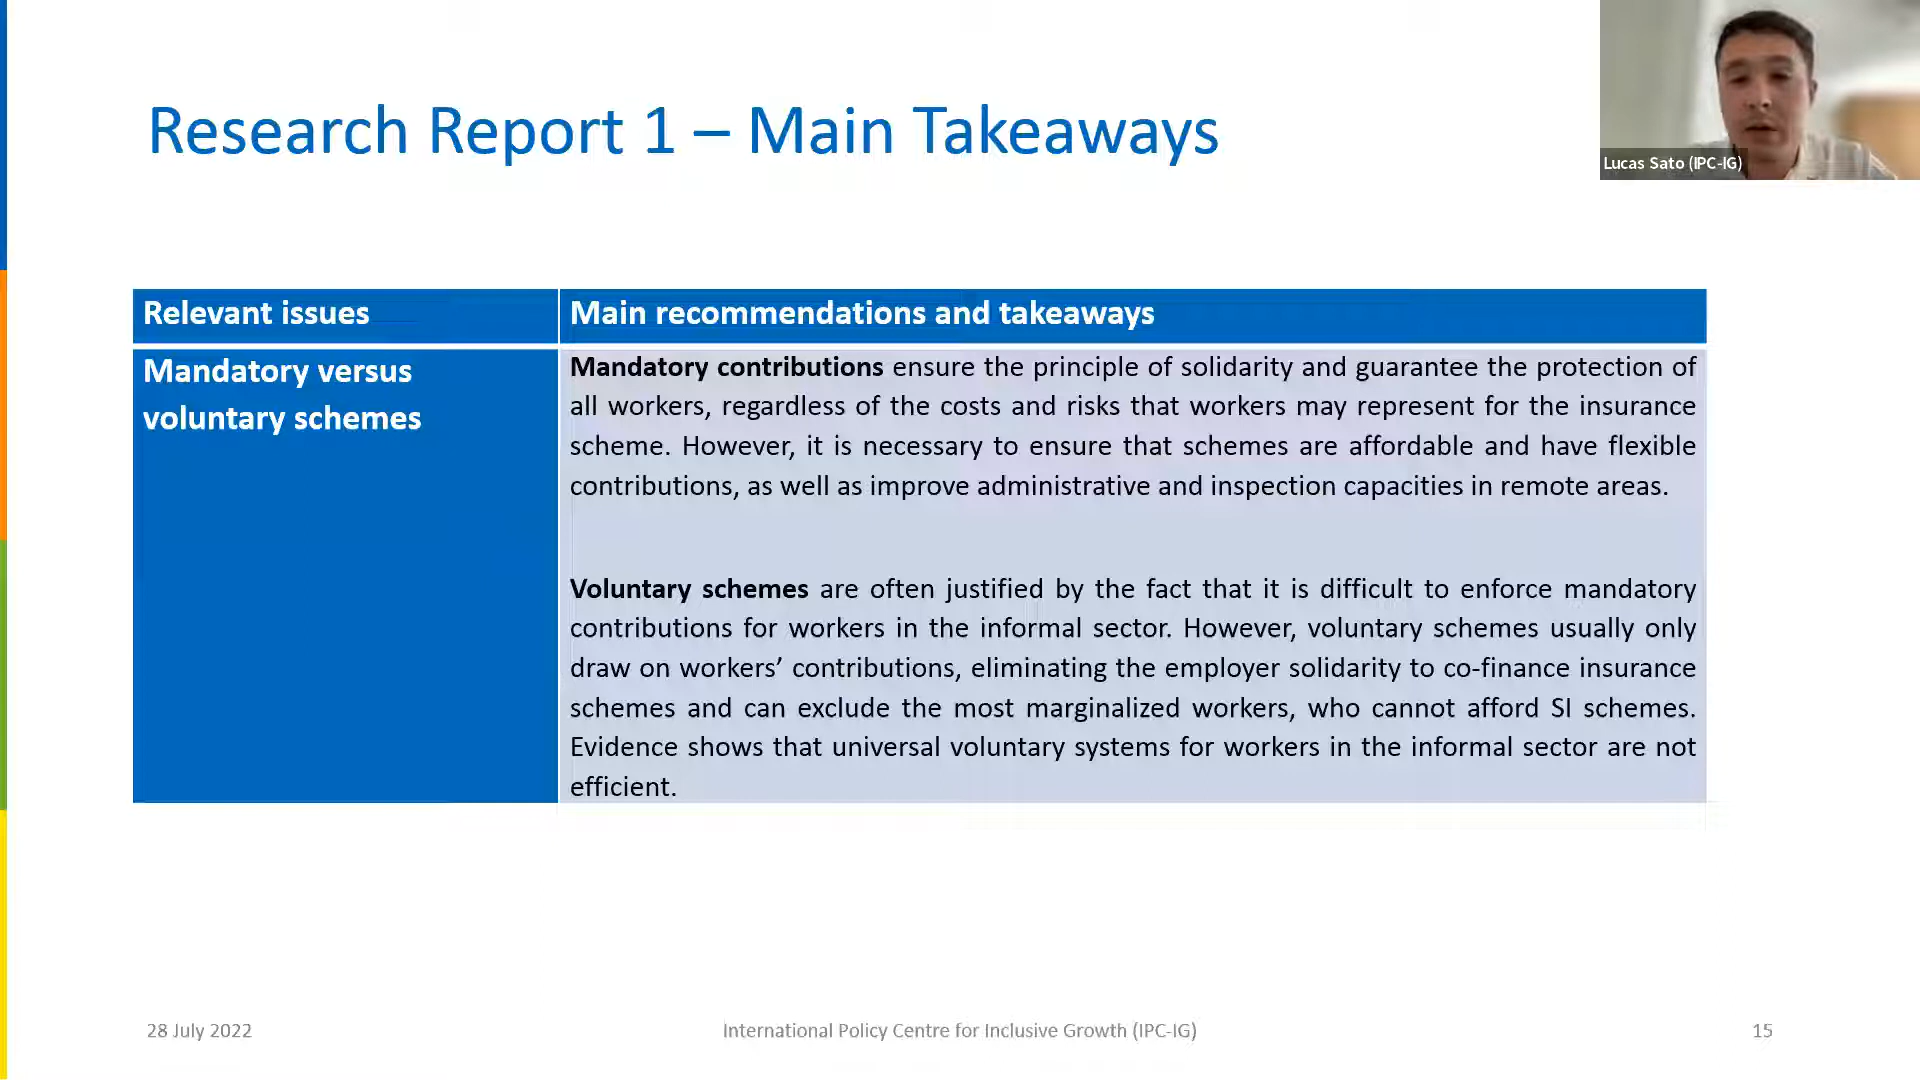 Research Report 1 – Main Takeaways
Lucas Sato (IPC-IG)
Relevant issues
Main recommendations and takeaways
Mandatory versus
voluntary schemes
Mandatory contributions ensure the principle of solidarity and guarantee the protection of
all workers, regardless of the costs and risks that workers may represent for the insurance
scheme. However, it is necessary to ensure that schemes are affordable and have flexible
contributions, as well as improve administrative and inspection capacities in remote areas.
Voluntary schemes are often justified by the fact that it is difficult to enforce mandatory
contributions for workers in the informal sector. However, voluntary schemes usually only
draw on workers’ contributions, eliminating the employer solidarity to co-finance insurance
schemes and can exclude the most marginalized workers, who cannot afford SI schemes.
Evidence shows that universal voluntary systems for workers in the informal sector are not
efficient.
28 July 2022
International Policy Centre for Inclusive Growth (IPC-IG)
15